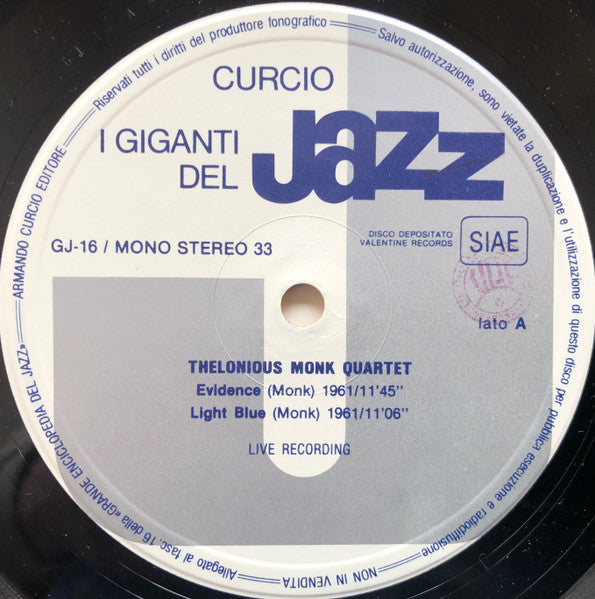 Riservati tutti i diritti del produttore fonografico
Salvo autorizzazione, sono vietate la duplicazione e l'utilizzazione di questo disco per pubblica esecuzione e radiodiffusione
CURCIO
I GIGANTI
DEL
Jazz
GJ-16 / MONO STEREO 33
DISCO DEPOSITATO
VALENTINE RECORDS
SIAE
lato A
THELONIOUS MONK QUARTET
Evidence (Monk) 1961/11'45"
Light Blue (Monk) 1961/11'06"
LIVE RECORDING
NON IN VENDITA
Allegato al fasc. 16 della «GRANDE ENCICLOPEDIA DEL JAZZ»
ARMANDO CURCIO EDITORE